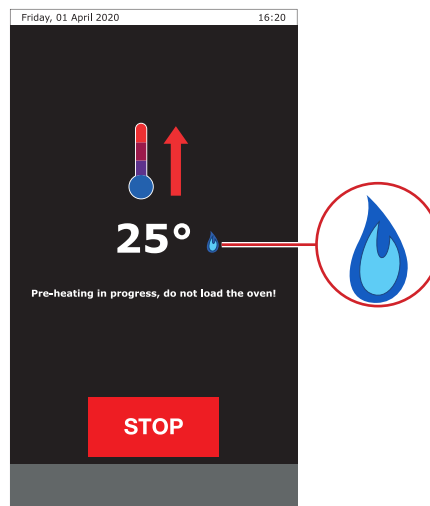 Friday, 01 April 2020 16:20
25°
Pre-heating in progress, do not load the oven!
STOP